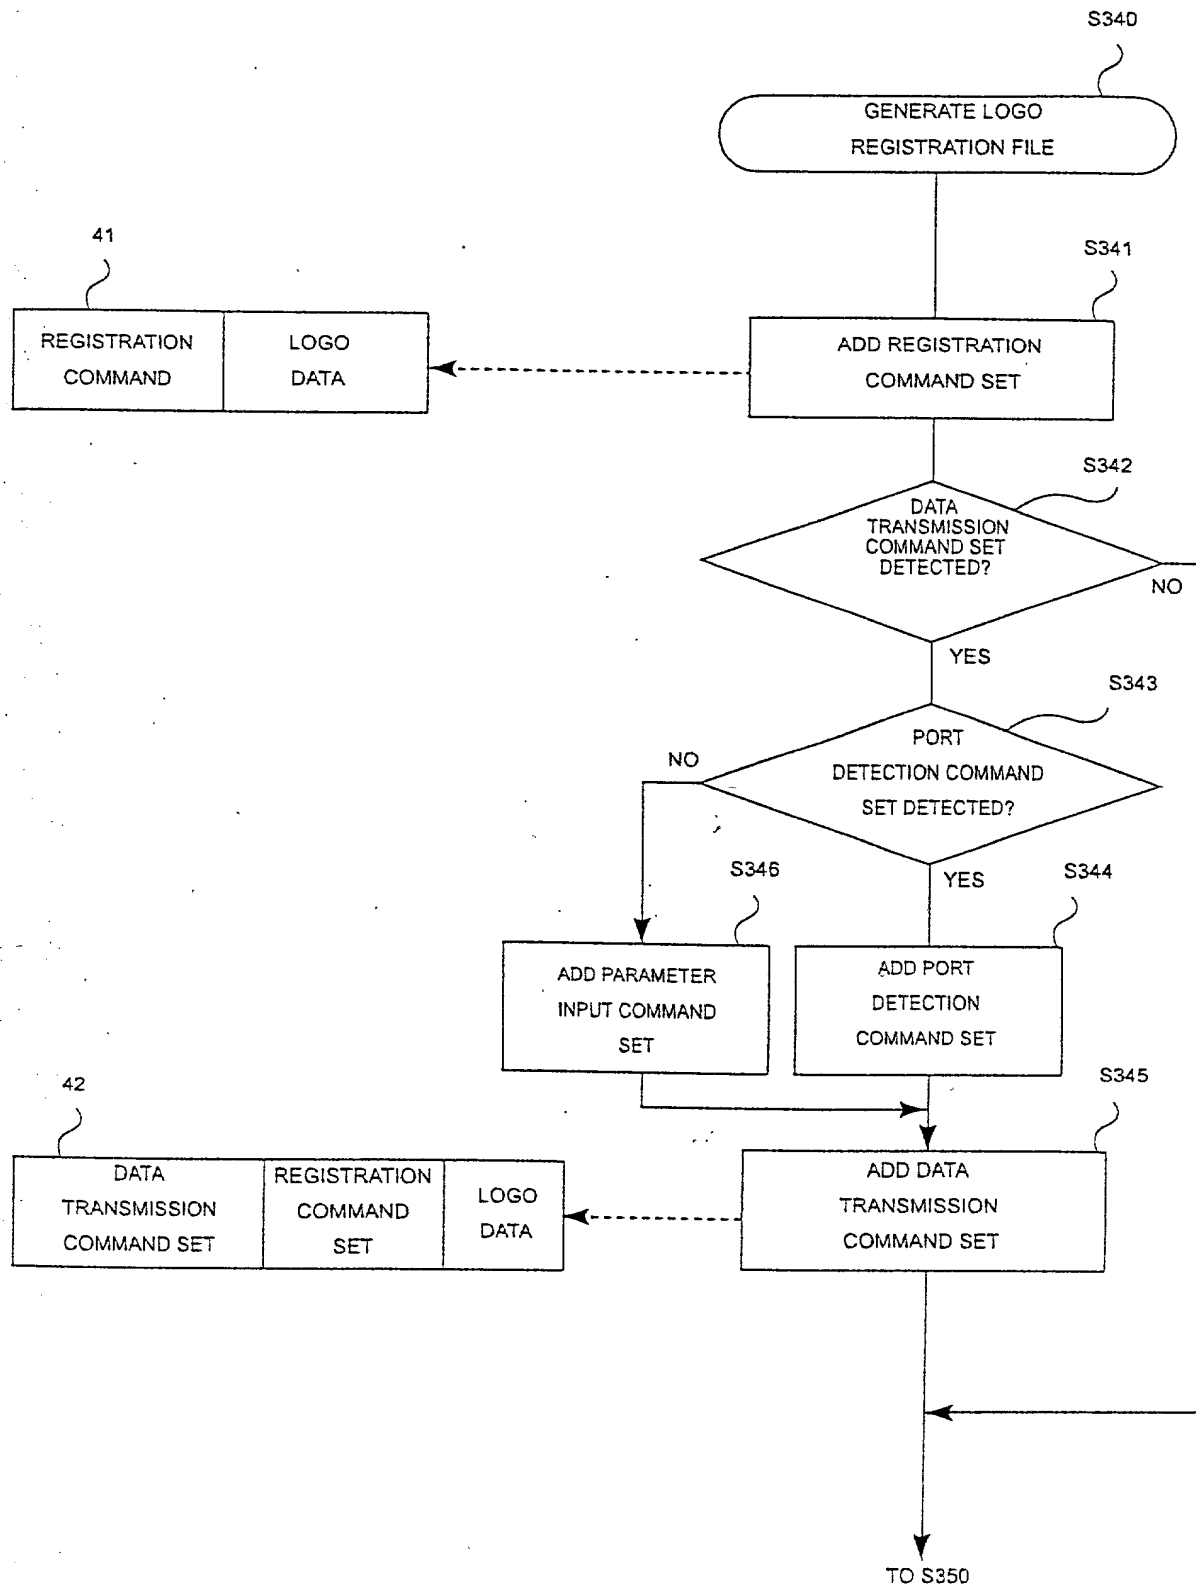 S340
GENERATE LOGO
REGISTRATION FILE
41
S341
REGISTRATION
COMMAND
LOGO
DATA
ADD REGISTRATION
COMMAND SET
S342
DATA
TRANSMISSION
COMMAND SET
DETECTED?
NO
YES
S343
PORT
DETECTION COMMAND
SET DETECTED?
NO
YES
S346
S344
ADD PARAMETER
INPUT COMMAND
SET
ADD PORT
DETECTION
COMMAND SET
42
S345
DATA
TRANSMISSION
COMMAND SET
REGISTRATION
COMMAND
SET
LOGO
DATA
ADD DATA
TRANSMISSION
COMMAND SET
TO S350